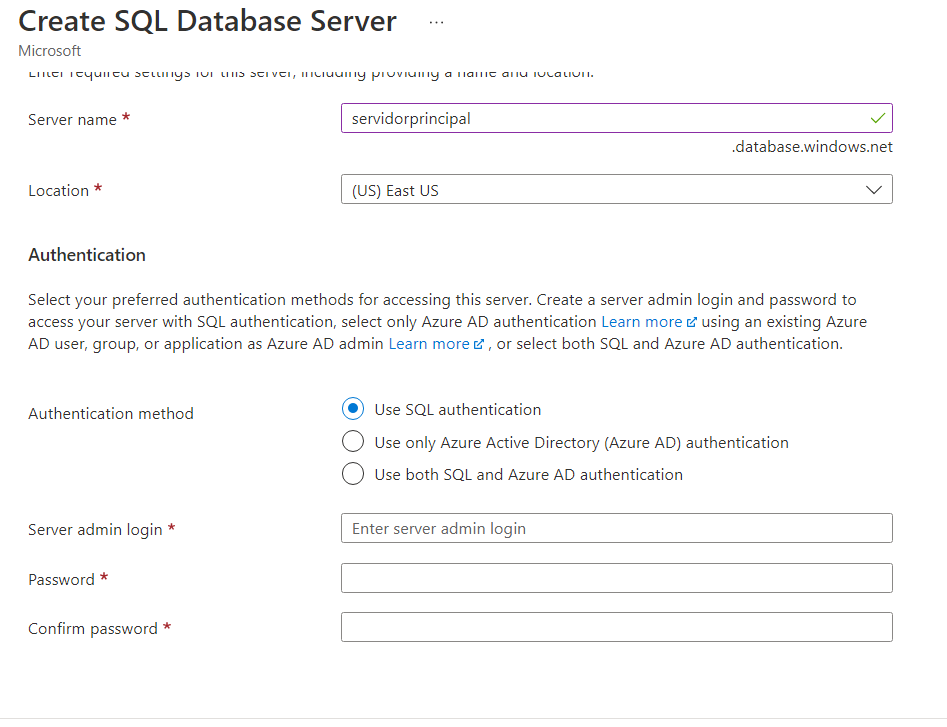 Create SQL Database Server ...
Microsoft
Enter required settings for this server, including providing a name and location.
Server name *
servidorprincipal
.database.windows.net
Location *
(US) East US
Authentication
Select your preferred authentication methods for accessing this server. Create a server admin login and password to
access your server with SQL authentication, select only Azure AD authentication Learn more using an existing Azure
AD user, group, or application as Azure AD admin Learn more , or select both SQL and Azure AD authentication.
Authentication method
Use SQL authentication
Use only Azure Active Directory (Azure AD) authentication
Use both SQL and Azure AD authentication
Server admin login *
Enter server admin login
Password *
Confirm password *